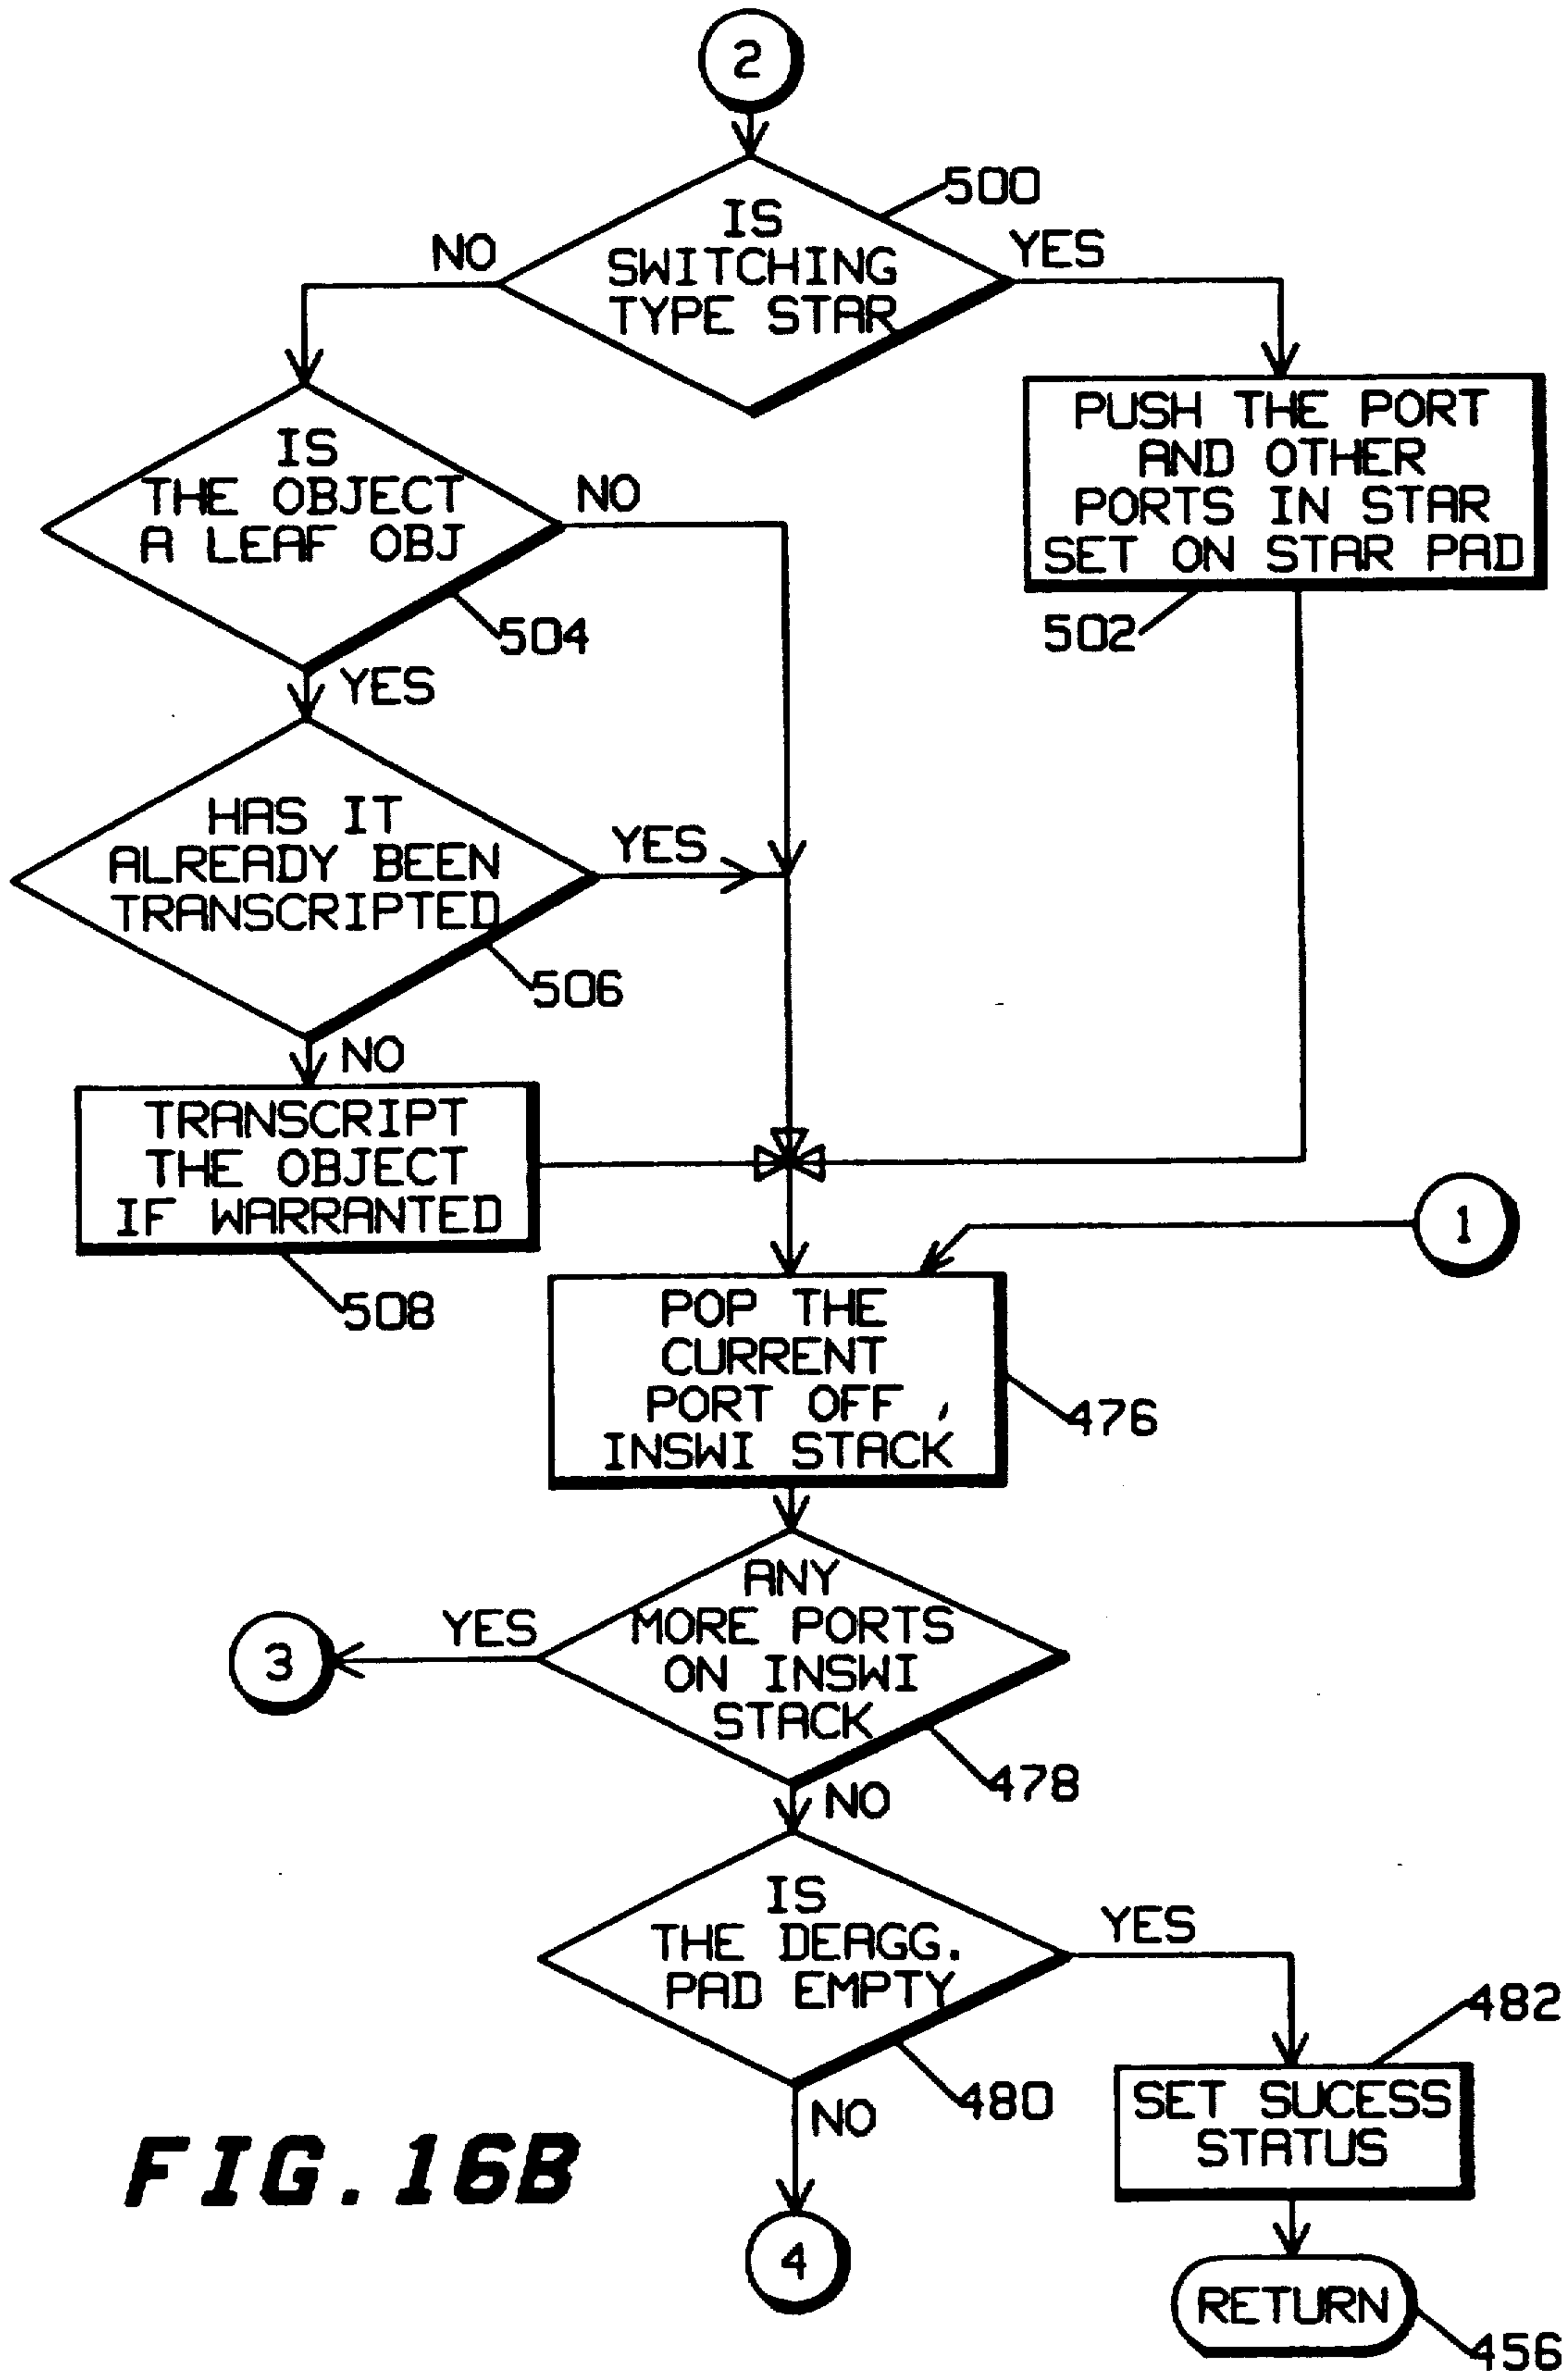 2
500
IS
SWITCHING
TYPE STAR
NO
YES
PUSH THE PORT
AND OTHER
PORTS IN STAR
SET ON STAR PAD
502
IS
THE OBJECT
A LEAF OBJ
NO
504
YES
HAS IT
ALREADY BEEN
TRANSCRIPTED
YES
506
NO
TRANSCRIPT
THE OBJECT
IF WARRANTED
508
1
POP THE
CURRENT
PORT OFF
INSWI STACK
476
ANY
MORE PORTS
ON INSWI
STACK
YES
3
478
NO
IS
THE DEAGG.
PAD EMPTY
YES
480
482
NO
SET SUCESS
STATUS
4
RETURN
456
FIG. 16B